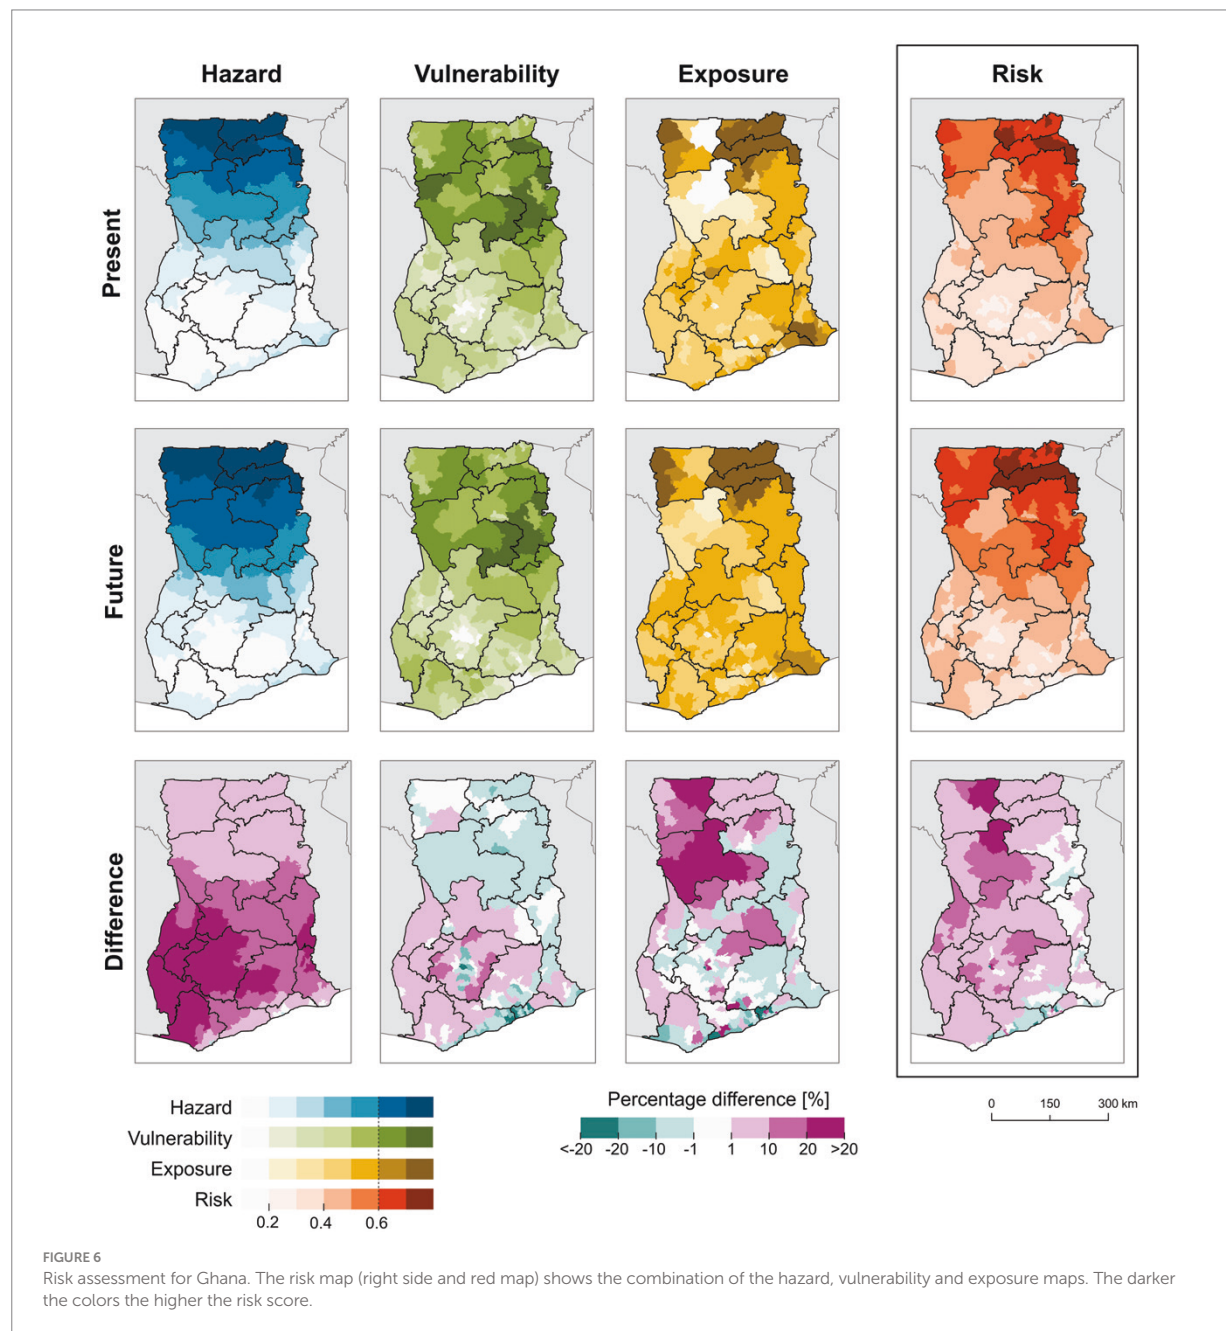 Hazard
Vulnerability
Exposure
Risk
Present
Future
Difference
Hazard
Vulnerability
Exposure
Risk
0.2 0.4 0.6
Percentage difference [%]
<-20 -20 -10 -1 1 10 20 >20
0 150 300 km
FIGURE 6
Risk assessment for Ghana. The risk map (right side and red map) shows the combination of the hazard, vulnerability and exposure maps. The darker
the colors the higher the risk score.